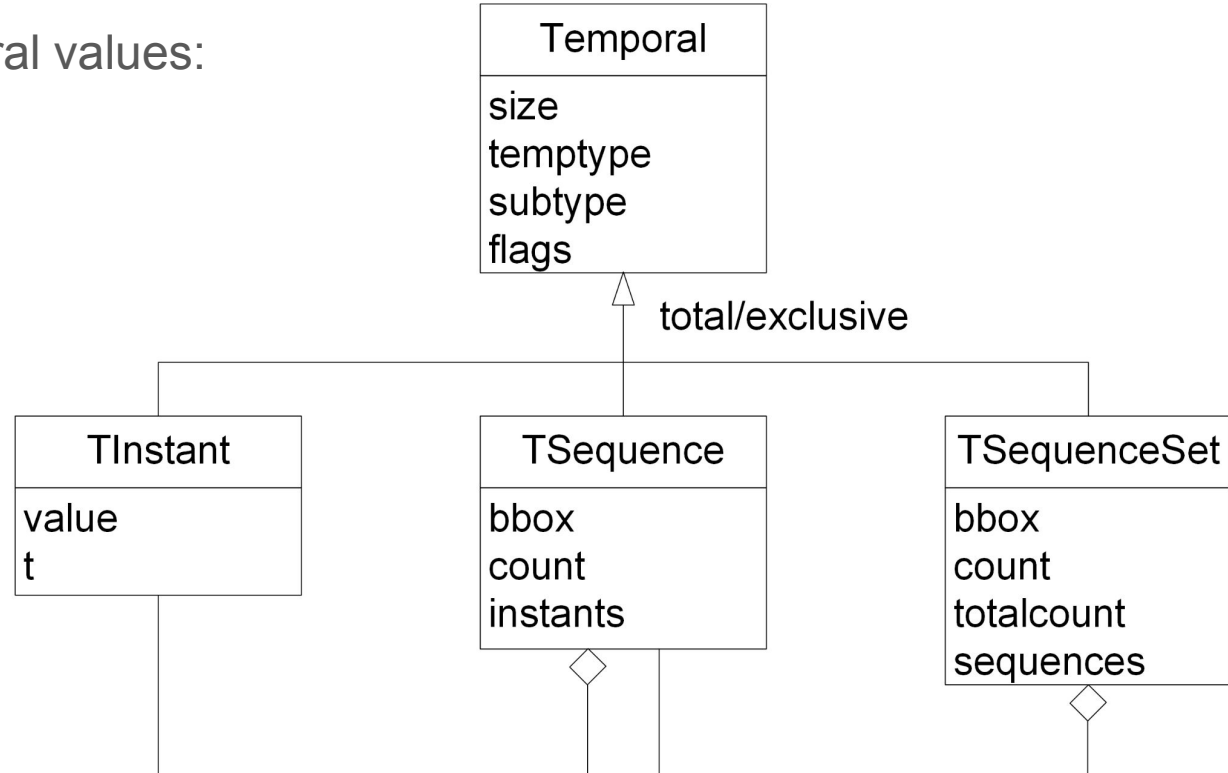 values:
Temporal
size
temptype
subtype
flags
total/exclusive
TInstant
value
t
TSequence
bbox
count
instants
TSequenceSet
bbox
count
totalcount
sequences